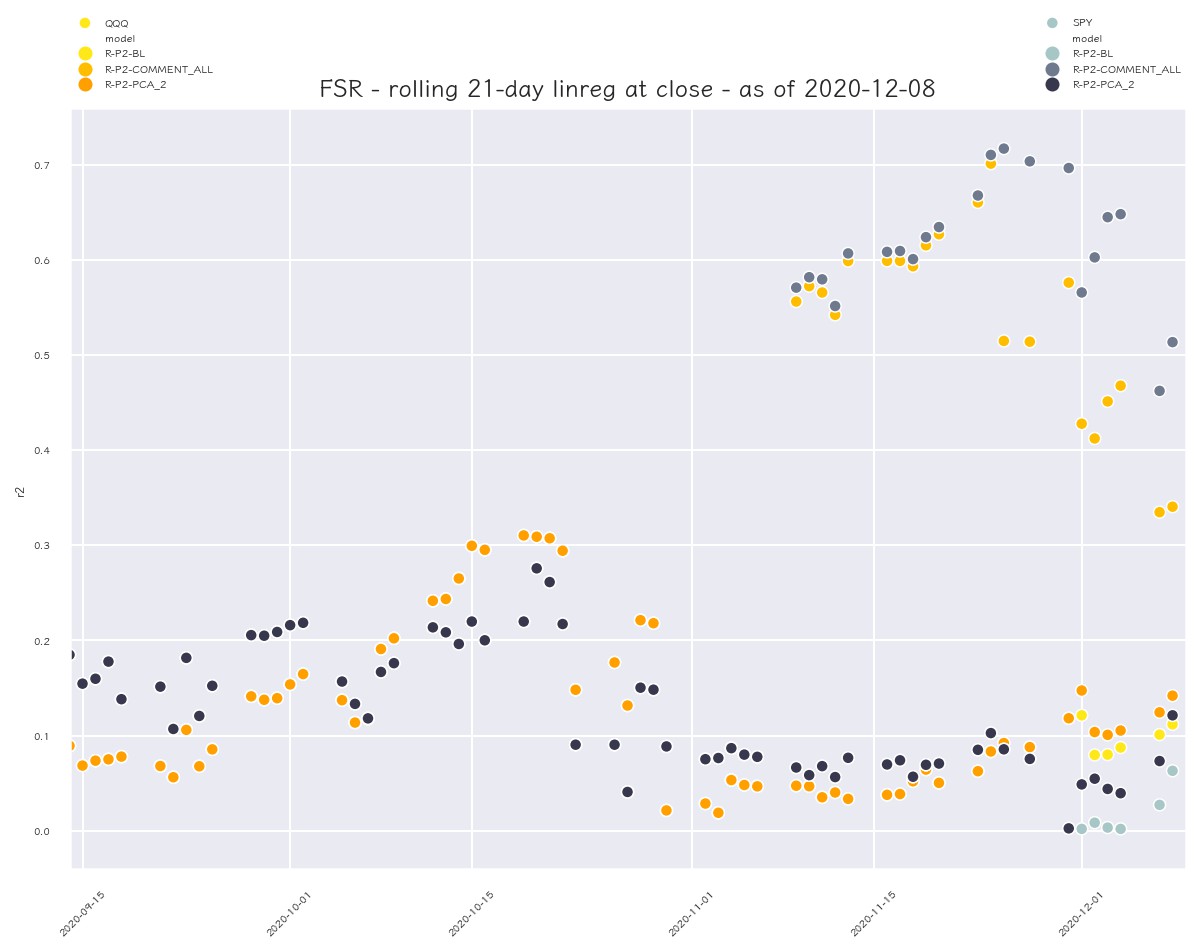 QQQ
model
R-P2-BL
R-P2-COMMENT_ALL
R-P2-PCA_2
SPY
model
R-P2-BL
R-P2-COMMENT_ALL
R-P2-PCA_2
FSR - rolling 21-day linreg at close - as of 2020-12-08
0.7
0.6
0.5
0.4
0.3
0.2
0.1
0.0
r2
2020-09-15
2020-10-01
2020-10-15
2020-11-01
2020-11-15
2020-12-01